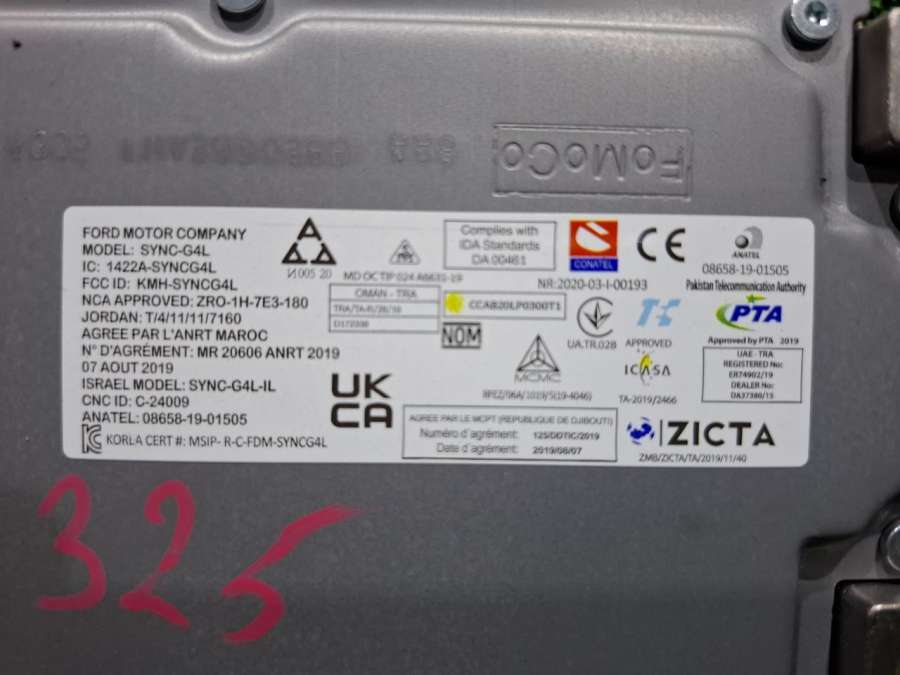 FoMoCo
FORD MOTOR COMPANY
MODEL: SYNC-G4L
IC: 1422A-SYNCG4L
FCC ID: KMH-SYNCG4L
NCA APPROVED: ZRO-1H-7E3-180
JORDAN: T/4/11/11/7160
AGREE PAR L'ANRT MAROC
N° D'AGRÉMENT: MR 20606 ANRT 2019
07 AOUT 2019
ISRAEL MODEL: SYNC-G4L-IL
CNC ID: C-24009
ANATEL: 08658-19-01505
KORLA CERT #: MSIP- R-C-FDM-SYNCG4L
И005 20
MD OC TIP 024
OMAN - TRA
UK
CA
Complies with
IDA Standards
DA 00461
CCAB20LP0300T1
NOM
CONATEL
NR:2020-03-I-00193
CE
ANATEL
08658-19-01505
Pakistan Telecommunication Authority
PTA
Approved by PTA 2019
UA.TR.028
APPROVED
ICASA
TA-2019/2466
MCMC
UAE - TRA
REGISTERED No:
ER74902/19
DEALER No:
DA37380/15
AGREE PAR LE MCPT (REPUBLIQUE DE DJIBOUTI)
Numéro d'agrément: 125/DDTIC/2019
Date d'agrément: 2019/08/07
ZICTA
ZMB/ZICTA/TA/2019/11/40
325